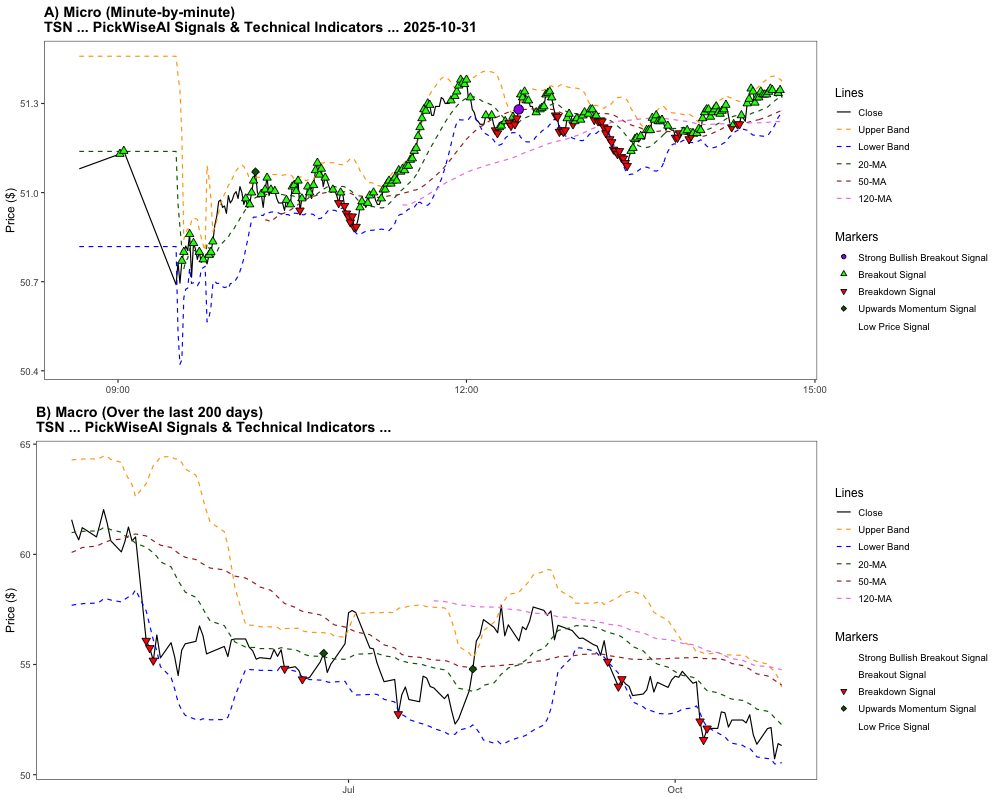 A) Micro (Minute-by-minute)
TSN ... PickWiseAI Signals & Technical Indicators ... 2025-10-31
Price ($)
51.3
51.0
50.7
50.4
09:00
12:00
15:00
Lines
Close
Upper Band
Lower Band
20-MA
50-MA
120-MA
Markers
Strong Bullish Breakout Signal
Breakout Signal
Breakdown Signal
Upwards Momentum Signal
Low Price Signal
B) Macro (Over the last 200 days)
TSN ... PickWiseAI Signals & Technical Indicators ...
Price ($)
65
60
55
50
Jul
Oct
Lines
Close
Upper Band
Lower Band
20-MA
50-MA
120-MA
Markers
Strong Bullish Breakout Signal
Breakout Signal
Breakdown Signal
Upwards Momentum Signal
Low Price Signal